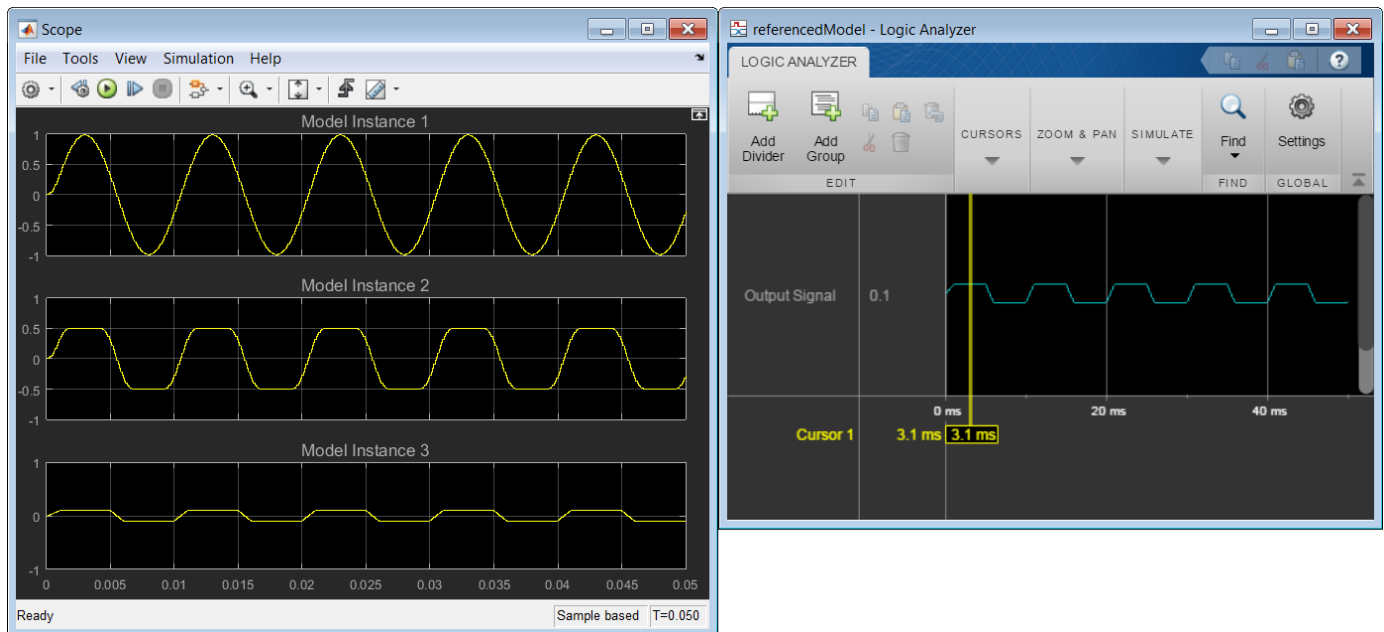 Scope
File Tools View Simulation Help
Model Instance 1
1
0.5
0
-0.5
-1
Model Instance 2
1
0.5
0
-0.5
-1
Model Instance 3
1
0
-1
0 0.005 0.01 0.015 0.02 0.025 0.03 0.035 0.04 0.045 0.05
Ready Sample based T=0.050
referencedModel - Logic Analyzer
LOGIC ANALYZER ?
Add Divider
Add Group
EDIT
CURSORS
ZOOM & PAN
SIMULATE
Find
FIND
Settings
GLOBAL
Output Signal 0.1
0 ms 20 ms 40 ms
Cursor 1 3.1 ms 3.1 ms